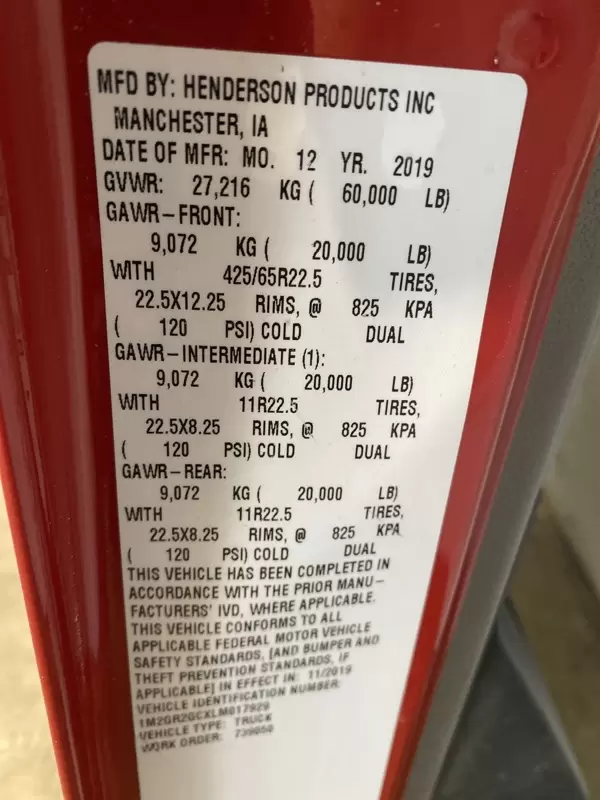 MFD BY: HENDERSON PRODUCTS INC
MANCHESTER, IA
DATE OF MFR: MO. 12 YR. 2019
GVWR: 27,216 KG ( 60,000 LB)
GAWR-FRONT:
9,072 KG ( 20,000 LB)
WITH 425/65R22.5 TIRES,
22.5X12.25 RIMS, @ 825 KPA
( 120 PSI) COLD DUAL
GAWR-INTERMEDIATE (1):
9,072 KG ( 20,000 LB)
WITH 11R22.5 TIRES,
22.5X8.25 RIMS, @ 825 KPA
( 120 PSI) COLD DUAL
GAWR-REAR:
9,072 KG ( 20,000 LB)
WITH 11R22.5 TIRES,
22.5X8.25 RIMS, @ 825 KPA
( 120 PSI) COLD DUAL
THIS VEHICLE HAS BEEN COMPLETED IN
ACCORDANCE WITH THE PRIOR MANU-
FACTURERS' IVD, WHERE APPLICABLE.
THIS VEHICLE CONFORMS TO ALL
APPLICABLE FEDERAL MOTOR VEHICLE
SAFETY STANDARDS, [AND BUMPER AND
THEFT PREVENTION STANDARDS, IF
APPLICABLE] IN EFFECT IN: 11/2019
VEHICLE IDENTIFICATION NUMBER:
1M2GR2GCXLM017929
VEHICLE TYPE: TRUCK
WORK ORDER: